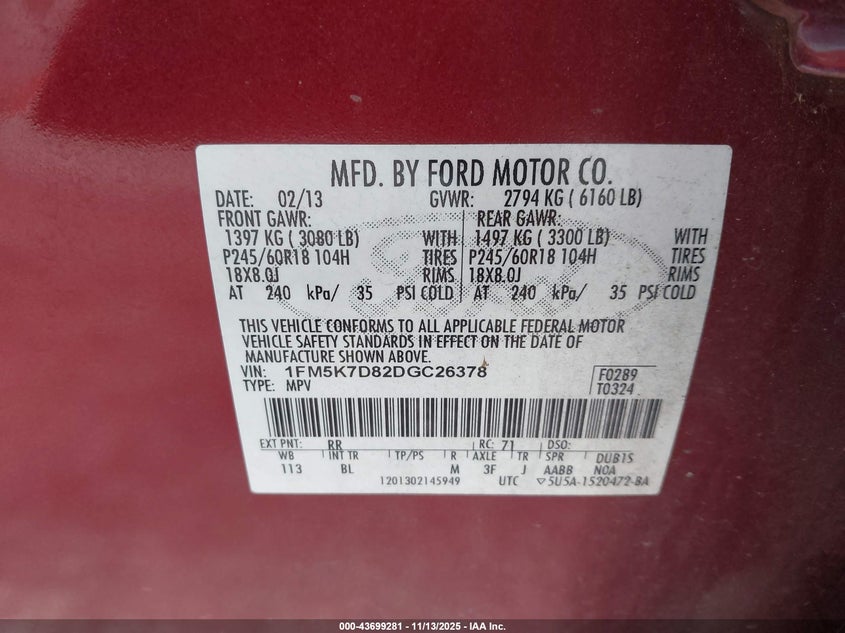 MFD. BY FORD MOTOR CO.
DATE: 02/13 GVWR: 2794 KG ( 6160 LB)
FRONT GAWR: REAR GAWR:
1397 KG ( 3080 LB) WITH 1497 KG ( 3300 LB) WITH
P245/60R18 104H TIRES P245/60R18 104H TIRES
18X8.0J RIMS 18X8.0J RIMS
AT 240 kPa/ 35 PSI COLD AT 240 kPa/ 35 PSI COLD
THIS VEHICLE CONFORMS TO ALL APPLICABLE FEDERAL MOTOR
VEHICLE SAFETY STANDARDS IN EFFECT ON THE DATE OF
MANUFACTURE SHOWN ABOVE.
VIN: 1FM5K7D82DGC26378 F0289
TYPE: MPV T0324
EXT PNT: RR RC: 71 DSO:
WB INT TR TP/PS R AXLE TR SPR DUB1S
113 BL M 3F J AABB NOA
1201302145949 UTC ▽5U5A-1520472-BA
000-43699281 - 11/13/2025 - IAA Inc.